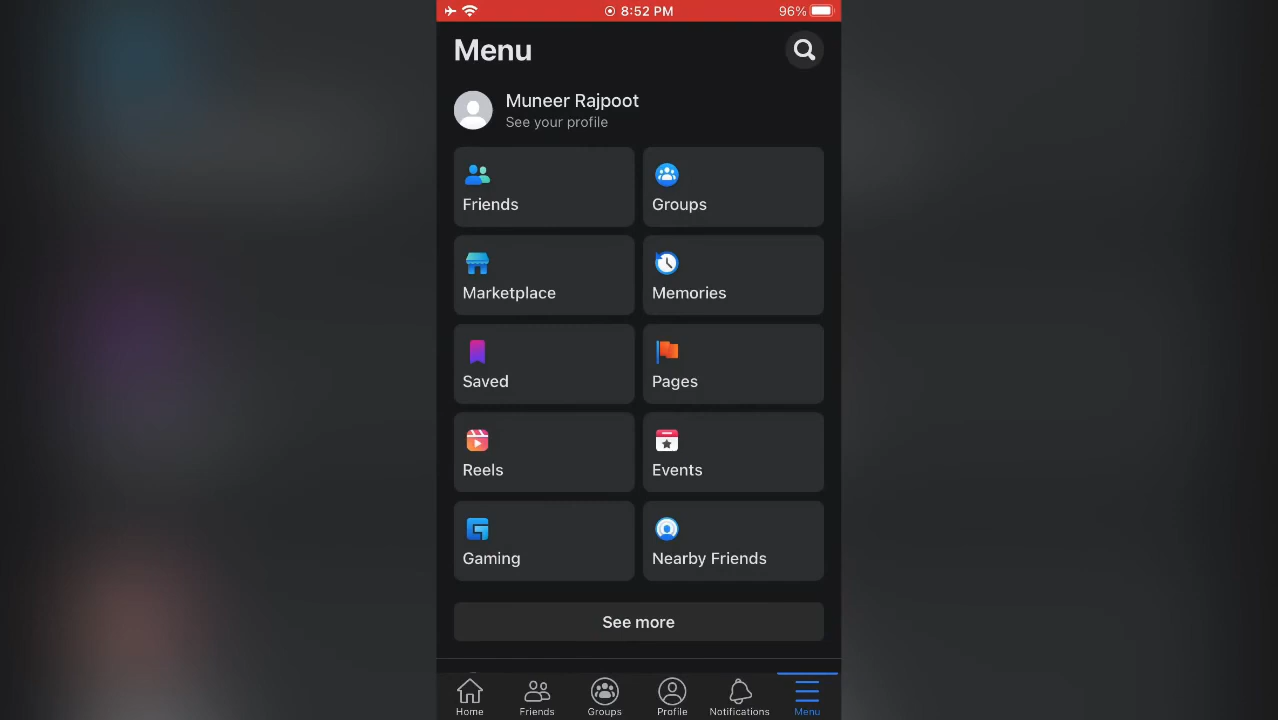 8:52 PM
96%
Menu
Muneer Rajpoot
See your profile
Friends
Groups
Marketplace
Memories
Saved
Pages
Reels
Events
Gaming
Nearby Friends
See more
Home
Friends
Groups
Profile
Notifications
Menu